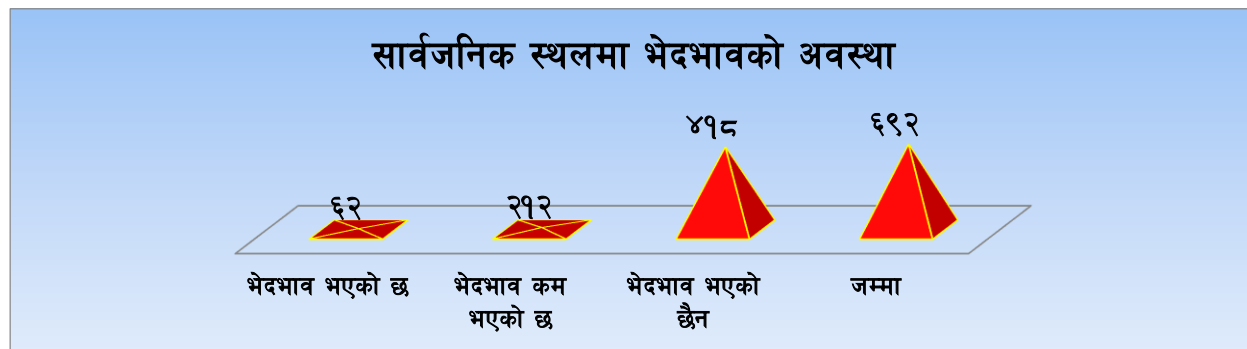 सार्वजनिक स्थलमा भेदभावको अवस्था
४१८
६९२
६२
२१२
भेदभाव भएको छ
भेदभाव कम
भएको छ
भेदभाव भएको
छैन
जम्मा